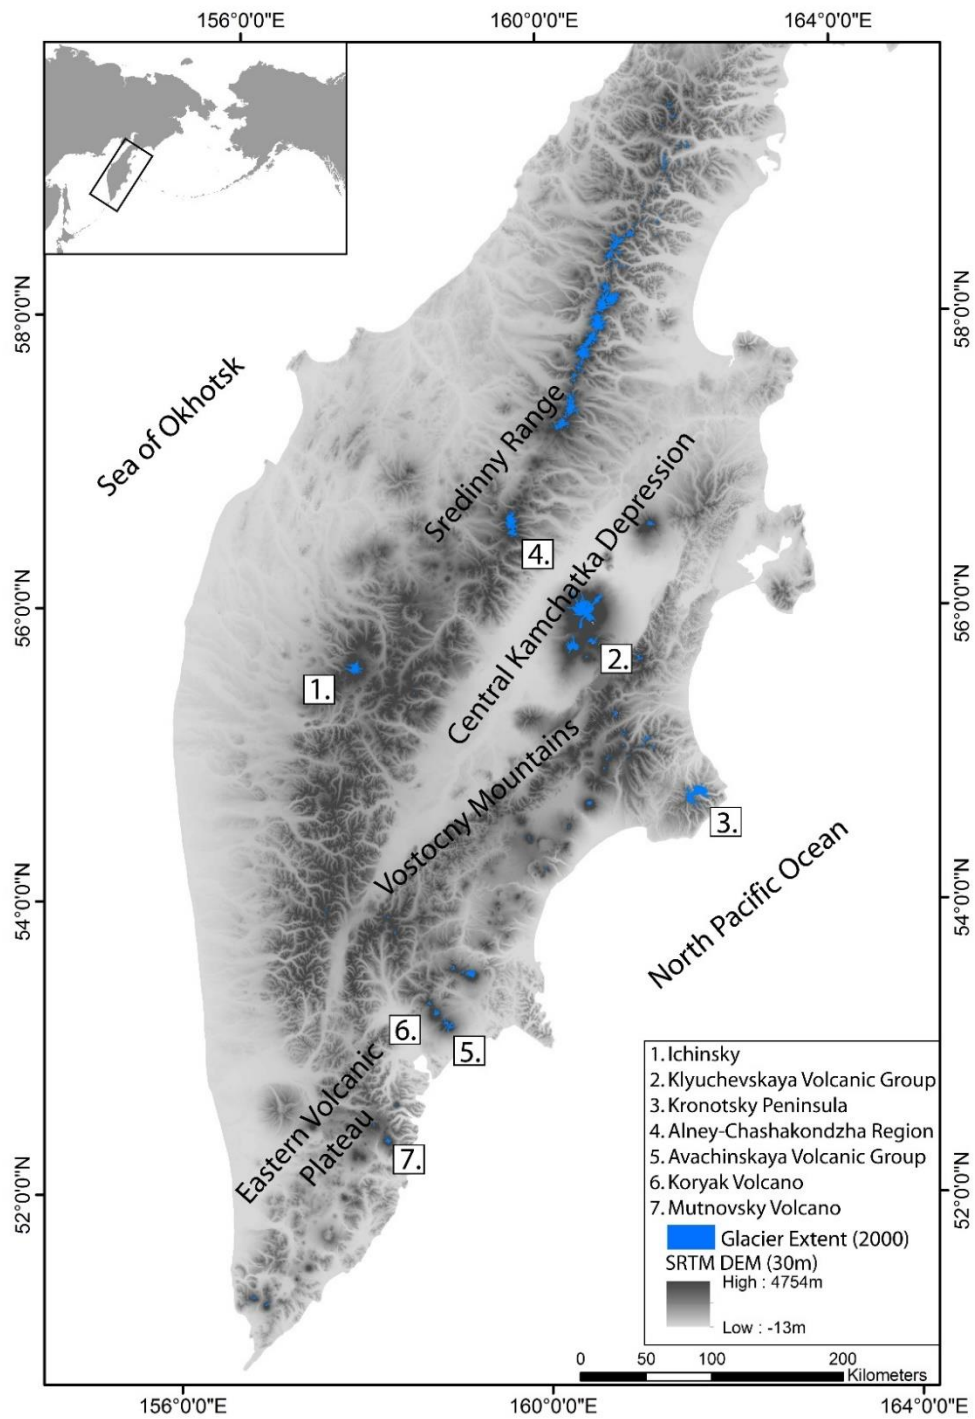 156°0'0"E 160°0'0"E 164°0'0"E
58°0'0"N
58°0'0"N
Sea of Okhotsk
Sredinny Range
4.
Central Kamchatka Depression
56°0'0"N
56°0'0"N
1.
2.
Vostocny Mountains
3.
54°0'0"N
54°0'0"N
North Pacific Ocean
6.
5.
Eastern Volcanic
Plateau
7.
52°0'0"N
52°0'0"N
1. Ichinsky
2. Klyuchevskaya Volcanic Group
3. Kronotsky Peninsula
4. Alney-Chashakondzha Region
5. Avachinskaya Volcanic Group
6. Koryak Volcano
7. Mutnovsky Volcano
Glacier Extent (2000)
SRTM DEM (30m)
High : 4754m
Low : -13m
0 50 100 200
Kilometers
156°0'0"E 160°0'0"E 164°0'0"E